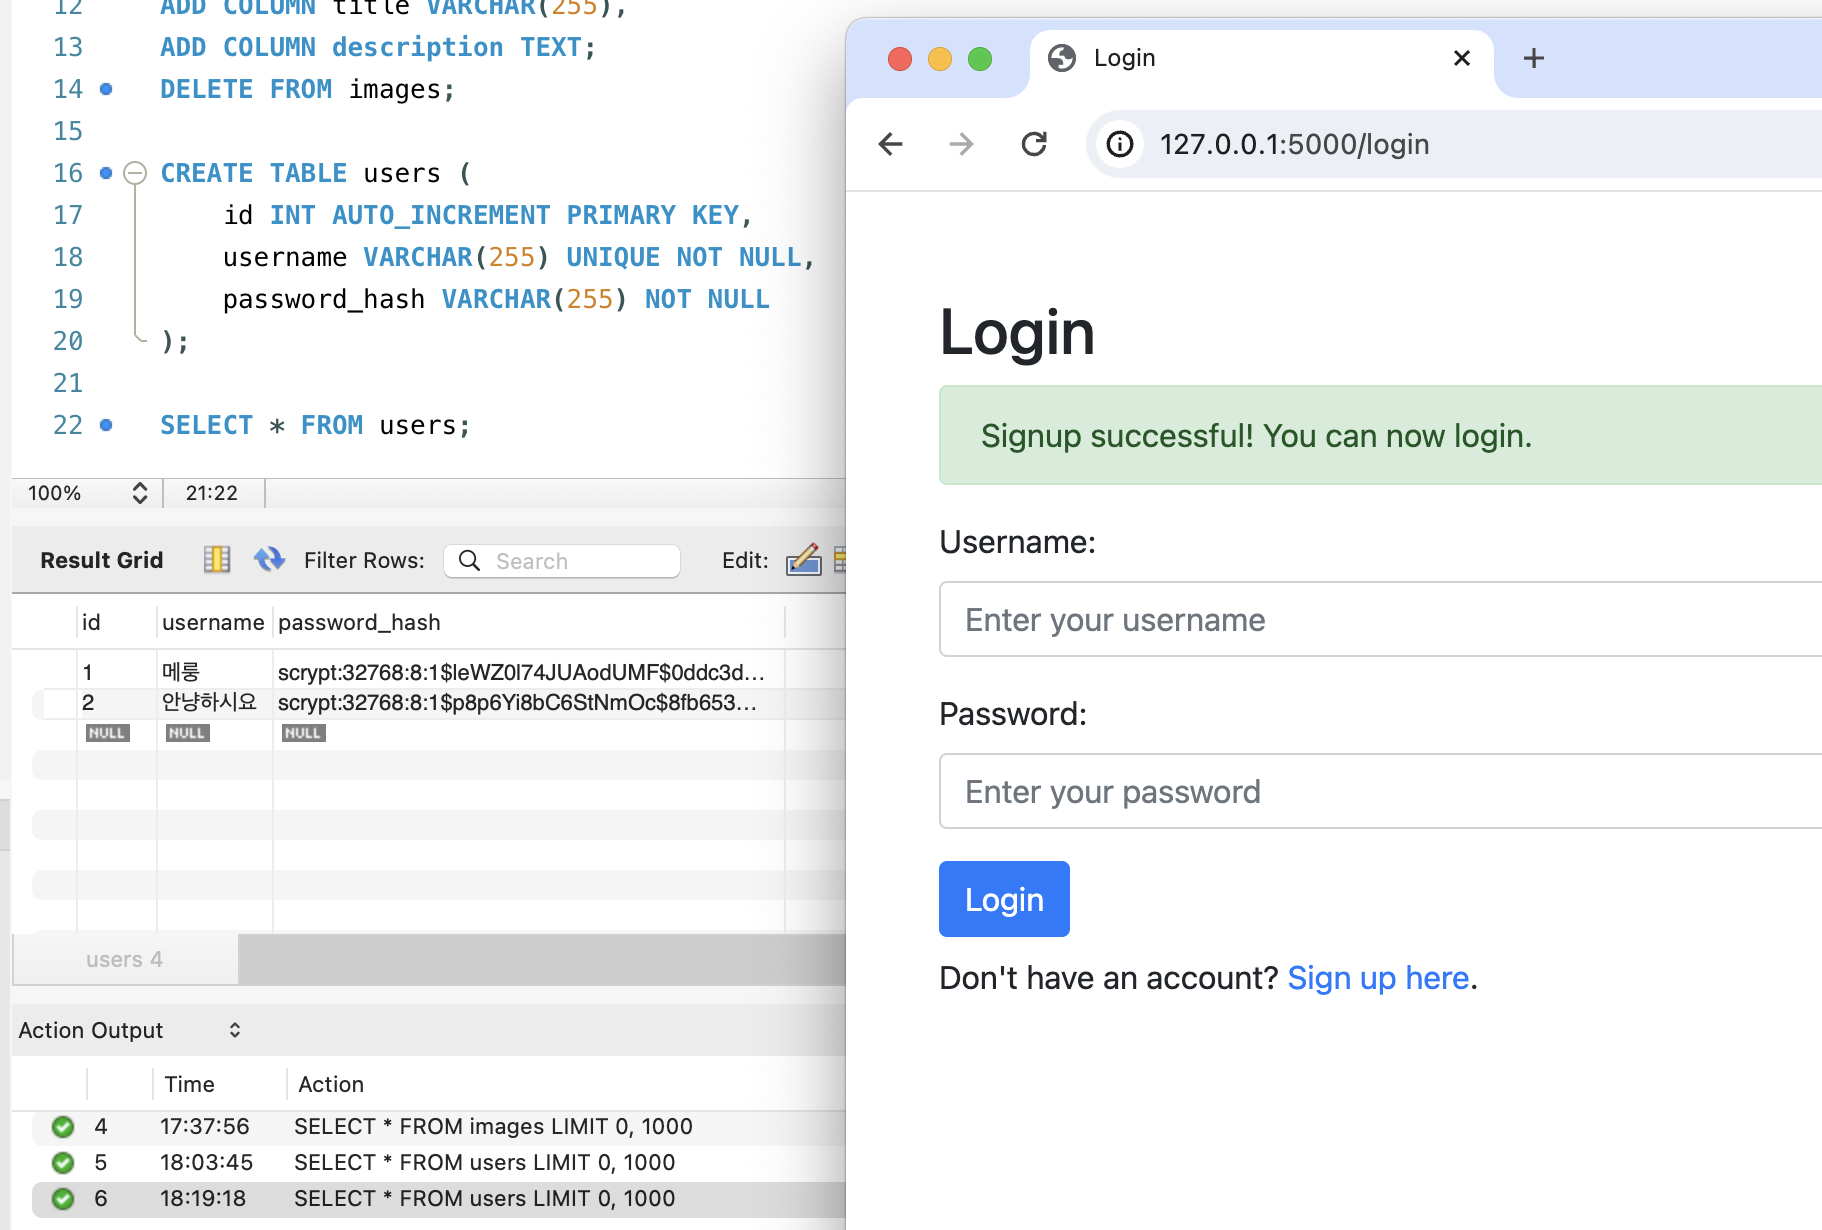 12 ADD COLUMN title VARCHAR(255),
13 ADD COLUMN description TEXT;
14 DELETE FROM images;
15
16 CREATE TABLE users (
17 id INT AUTO_INCREMENT PRIMARY KEY,
18 username VARCHAR(255) UNIQUE NOT NULL,
19 password_hash VARCHAR(255) NOT NULL
20 );
21
22 SELECT * FROM users;
100% 21:22
Result Grid Filter Rows: Search Edit:
id username password_hash
1 메롱 scrypt:32768:8:1$leWZ0l74JUAodUMF$0ddc3d...
2 안냥하시요 scrypt:32768:8:1$p8p6Yi8bC6StNmOc$8fb653...
NULL NULL NULL
users 4
Action Output
Time Action
4 17:37:56 SELECT * FROM images LIMIT 0, 1000
5 18:03:45 SELECT * FROM users LIMIT 0, 1000
6 18:19:18 SELECT * FROM users LIMIT 0, 1000
Login
127.0.0.1:5000/login
Login
Signup successful! You can now login.
Username:
Enter your username
Password:
Enter your password
Login
Don't have an account? Sign up here.